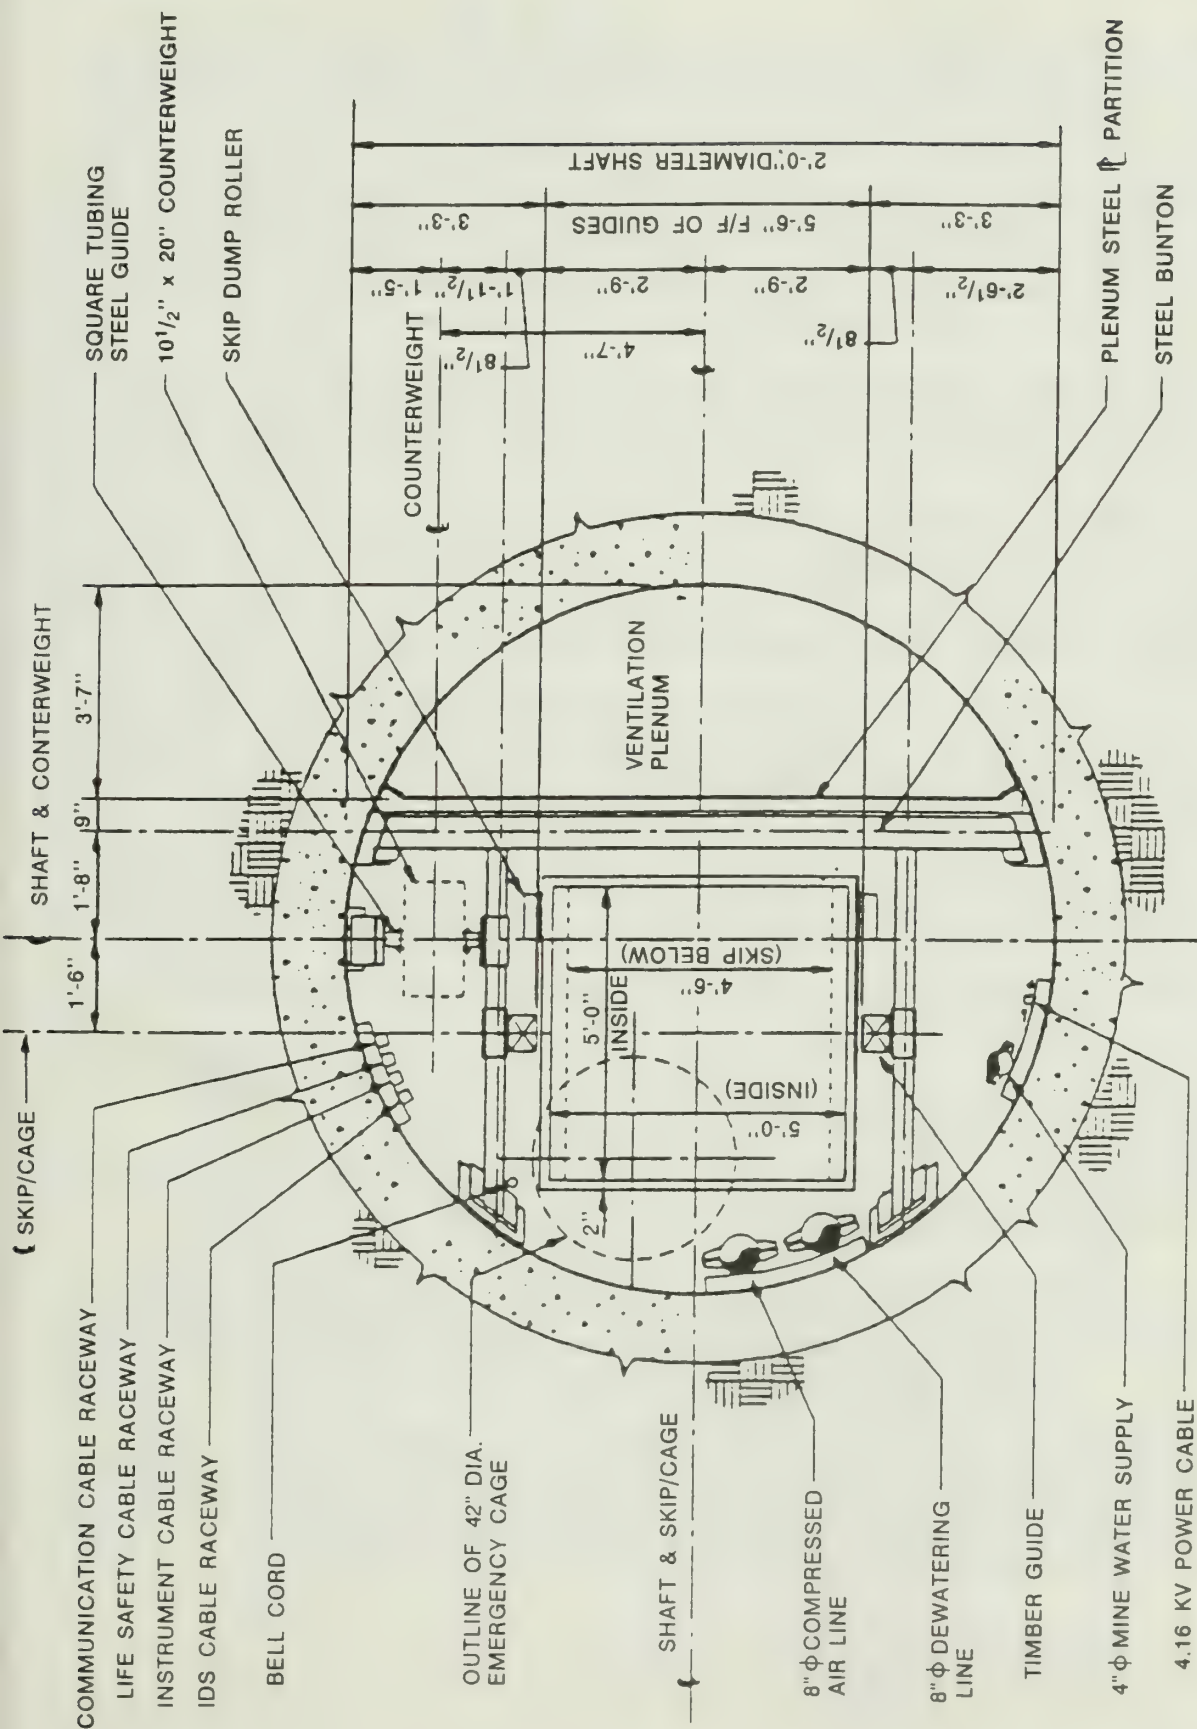 SHAFT & CONTERWEIGHT
SKIP/CAGE
1'-6"
1'-8"
9"
3'-7"
SQUARE TUBING
STEEL GUIDE
10 1/2" x 20" COUNTERWEIGHT
SKIP DUMP ROLLER
COMMUNICATION CABLE RACEWAY
LIFE SAFETY CABLE RACEWAY
INSTRUMENT CABLE RACEWAY
IDS CABLE RACEWAY
BELL CORD
OUTLINE OF 42" DIA.
EMERGENCY CAGE
SHAFT & SKIP/CAGE
8" ϕ COMPRESSED
AIR LINE
8" ϕ DEWATERING
LINE
TIMBER GUIDE
4" ϕ MINE WATER SUPPLY
4.16 KV POWER CABLE
COUNTERWEIGHT
VENTILATION
PLENUM
5'-0"
INSIDE
2"
4'-6"
(SKIP BELOW)
5'-0"
(INSIDE)
2'-0" DIAMETER SHAFT
3'-3"
5'-6" F/F OF GUIDES
3'-3"
1'-5"
1'-1 1/2"
2'-9"
2'-9"
2'-6 1/2"
8 1/2"
4'-7"
8 1/2"
PLENUM STEEL PL PARTITION
STEEL BUNTON